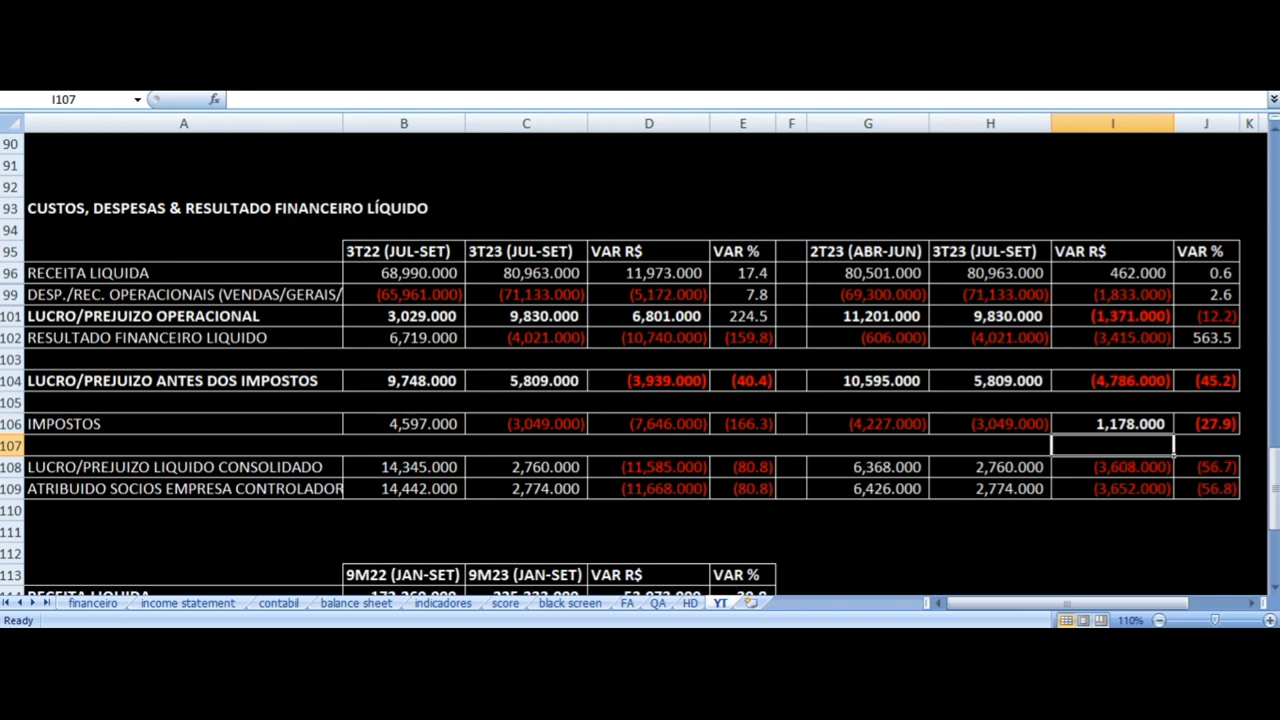 I107 fx
A B C D E F G H I J K
90
91
92
93 CUSTOS, DESPESAS & RESULTADO FINANCEIRO LÍQUIDO
94
95 3T22 (JUL-SET) 3T23 (JUL-SET) VAR R$ VAR % 2T23 (ABR-JUN) 3T23 (JUL-SET) VAR R$ VAR %
96 RECEITA LIQUIDA 68,990.000 80,963.000 11,973.000 17.4 80,501.000 80,963.000 462.000 0.6
99 DESP./REC. OPERACIONAIS (VENDAS/GERAIS/ (65,961.000) (71,133.000) (5,172.000) 7.8 (69,300.000) (71,133.000) (1,833.000) 2.6
101 LUCRO/PREJUIZO OPERACIONAL 3,029.000 9,830.000 6,801.000 224.5 11,201.000 9,830.000 (1,371.000) (12.2)
102 RESULTADO FINANCEIRO LIQUIDO 6,719.000 (4,021.000) (10,740.000) (159.8) (606.000) (4,021.000) (3,415.000) 563.5
103
104 LUCRO/PREJUIZO ANTES DOS IMPOSTOS 9,748.000 5,809.000 (3,939.000) (40.4) 10,595.000 5,809.000 (4,786.000) (45.2)
105
106 IMPOSTOS 4,597.000 (3,049.000) (7,646.000) (166.3) (4,227.000) (3,049.000) 1,178.000 (27.9)
107
108 LUCRO/PREJUIZO LIQUIDO CONSOLIDADO 14,345.000 2,760.000 (11,585.000) (80.8) 6,368.000 2,760.000 (3,608.000) (56.7)
109 ATRIBUIDO SOCIOS EMPRESA CONTROLADOR 14,442.000 2,774.000 (11,668.000) (80.8) 6,426.000 2,774.000 (3,652.000) (56.8)
110
111
112
113 9M22 (JAN-SET) 9M23 (JAN-SET) VAR R$ VAR %
financeiro income statement contabil balance sheet indicadores score black screen FA QA HD YT
Ready 110%